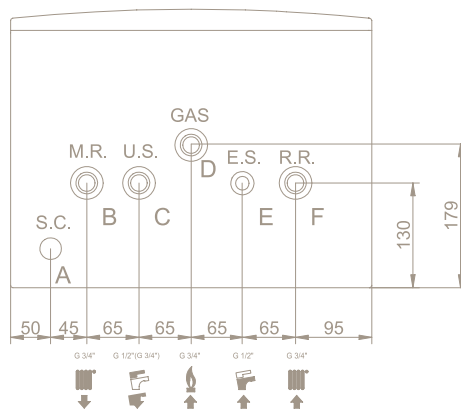 GAS
M.R. U.S. E.S. R.R.
D
B C E F
S.C.
A
130
179
50 45 65 65 65 65 95
G 3/4" G 1/2"(G 3/4") G 3/4" G 1/2" G 3/4"